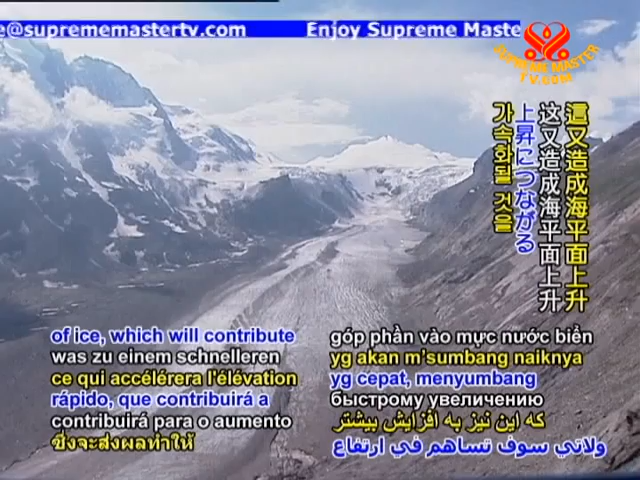 e@suprememastertv.com
Enjoy Supreme Maste
SUPREME MASTER
TV.COM
這又造成海平面上升
这又造成海平面上升
上昇につながる
가속화될 것을
of ice, which will contribute
was zu einem schnelleren
ce qui accélérera l'élévation
rápido, que contribuirá a
contribuirá para o aumento
ซึ่งจะส่งผลทำให้
góp phần vào mực nước biển
yg akan m'sumbang naiknya
yg cepat, menyumbang
быстрому увеличению
که این نیز به افزایش بیشتر
ولاتي سوف تساهم في ارتفاع